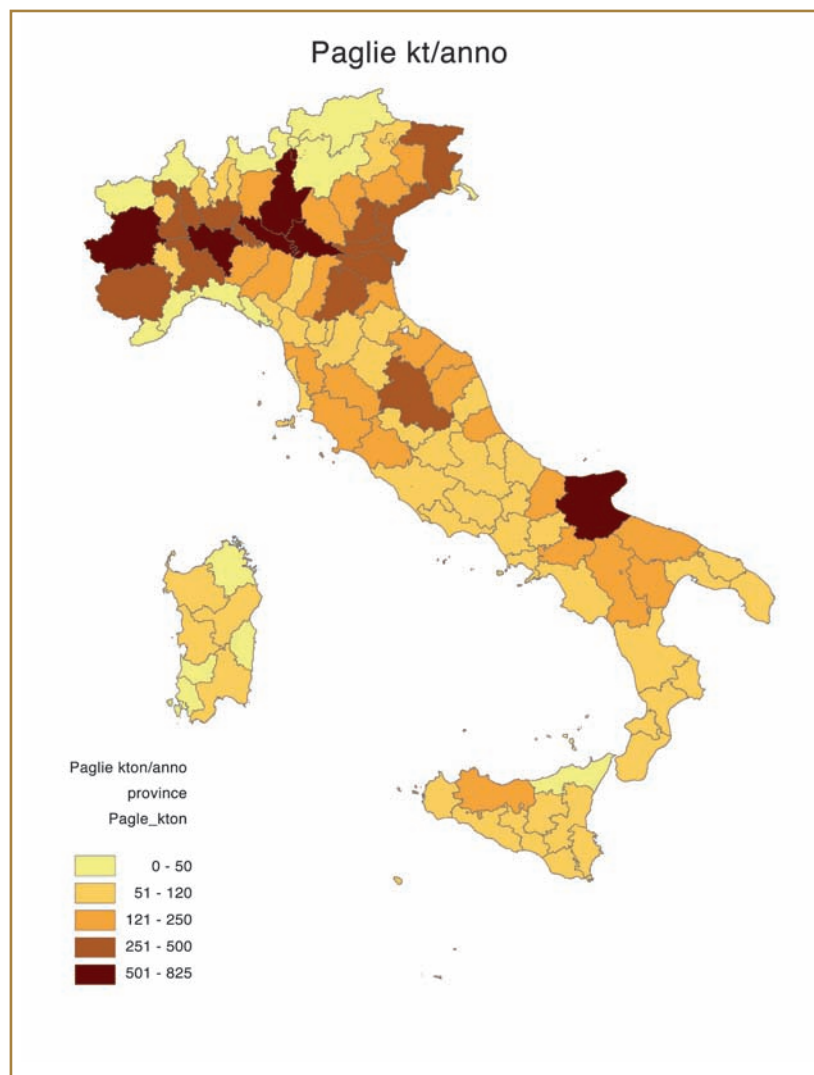 Paglie kt/anno
Paglie kton/anno
province
Pagle_kton
0 - 50
51 - 120
121 - 250
251 - 500
501 - 825